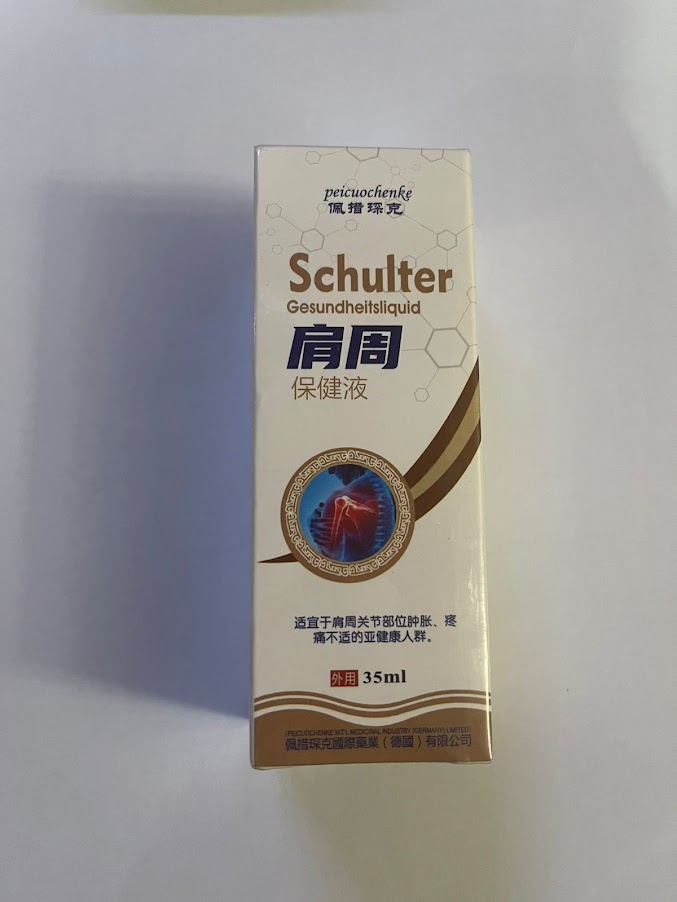 peicuochenke
佩措琛克
Schulter
Gesundheitsliquid
肩周
保健液
适宜于肩周关节部位肿胀、疼
痛不适的亚健康人群。
外用 35ml
(PEICUOCHENKE INT'L MEDICINAL INDUSTRY (GERMANY) LIMITED)
佩措琛克國際藥業(德國)有限公司